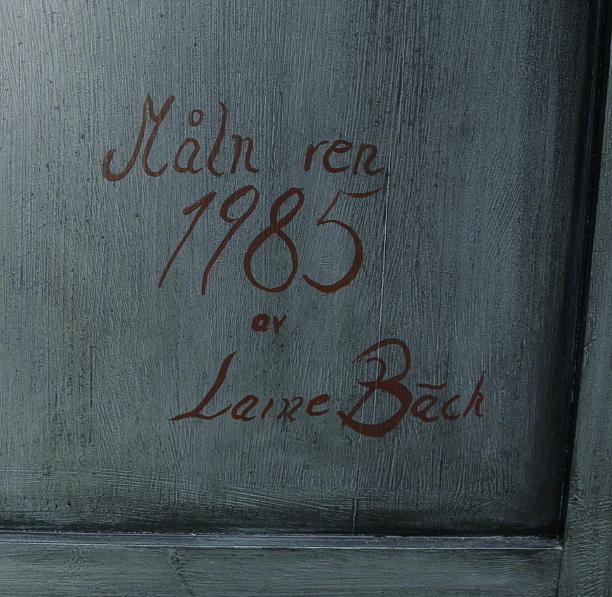 Måln ren
1985
av
Laine Bäck